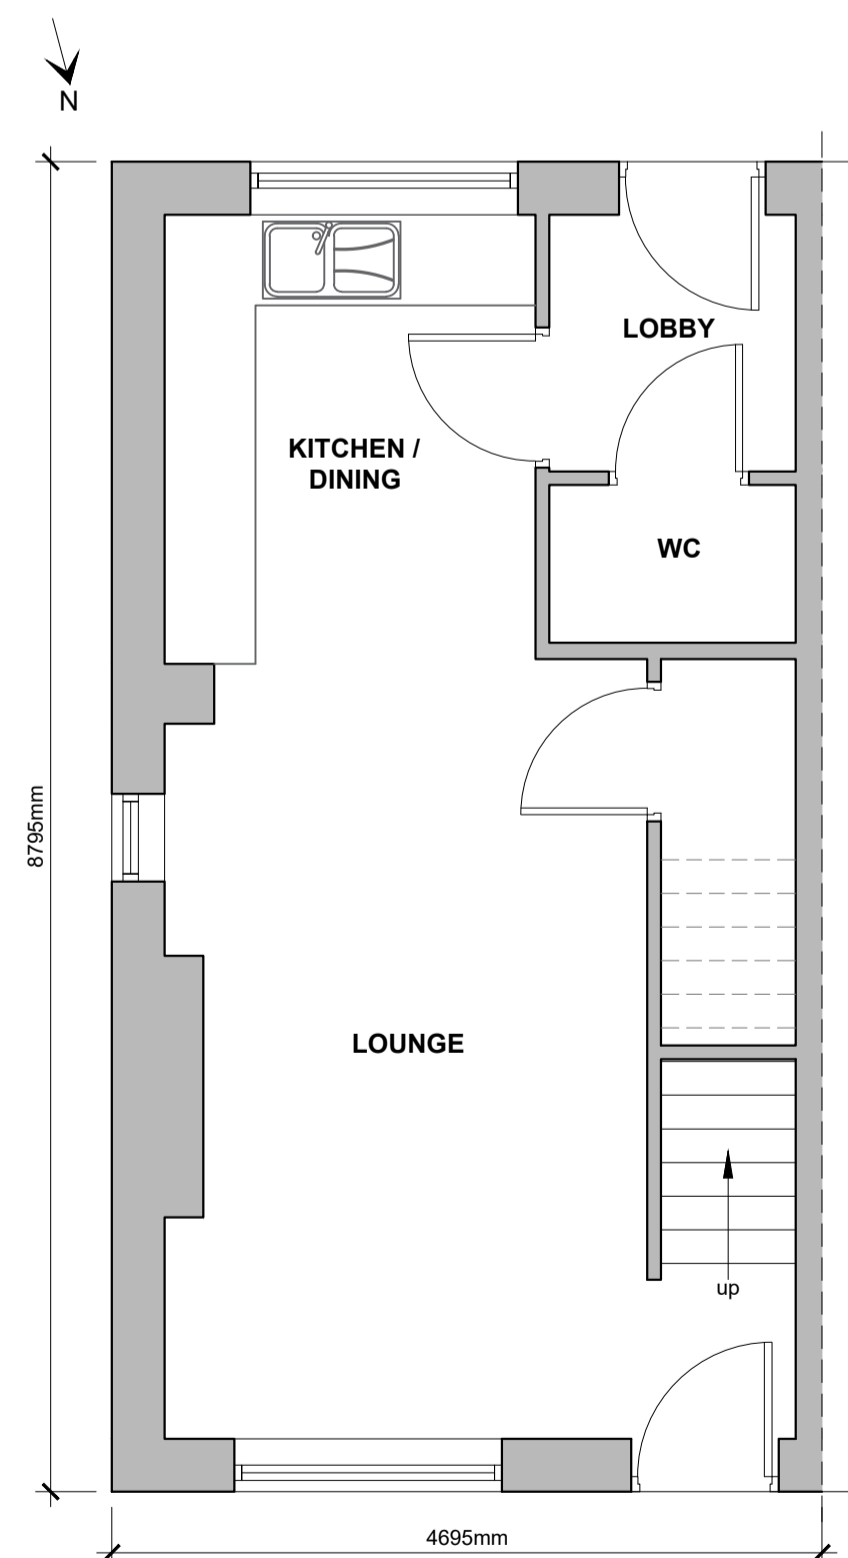 N
LOBBY
KITCHEN /
DINING
WC
8795mm
LOUNGE
up
4695mm